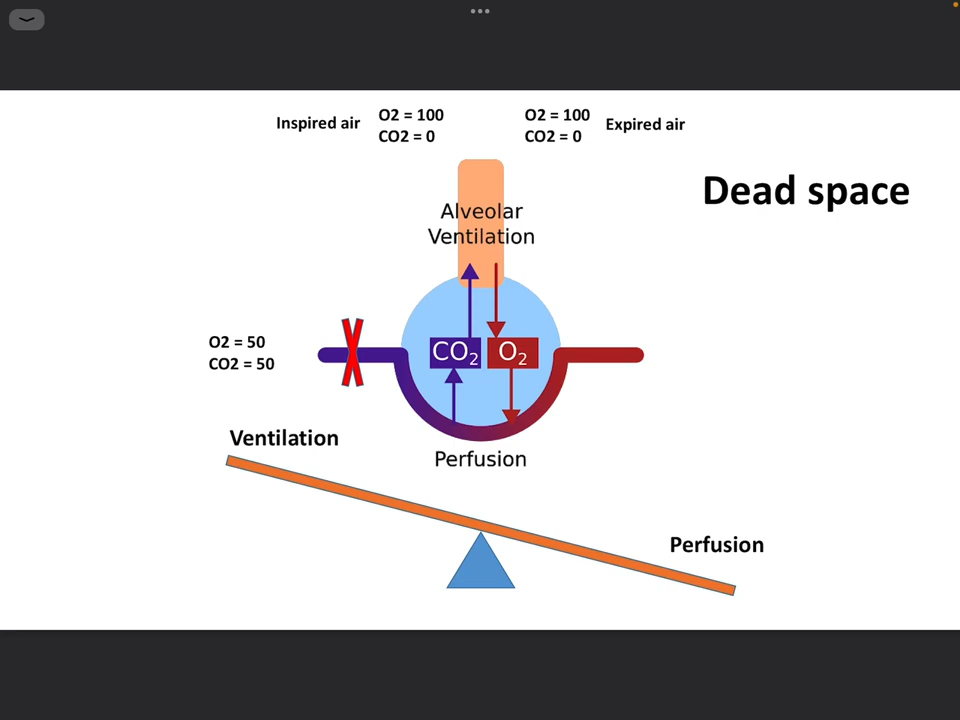 Inspired air
O2 = 100
CO2 = 0
O2 = 100
CO2 = 0
Expired air
Dead space
Alveolar
Ventilation
O2 = 50
CO2 = 50
CO₂
O₂
Ventilation
Perfusion
Perfusion